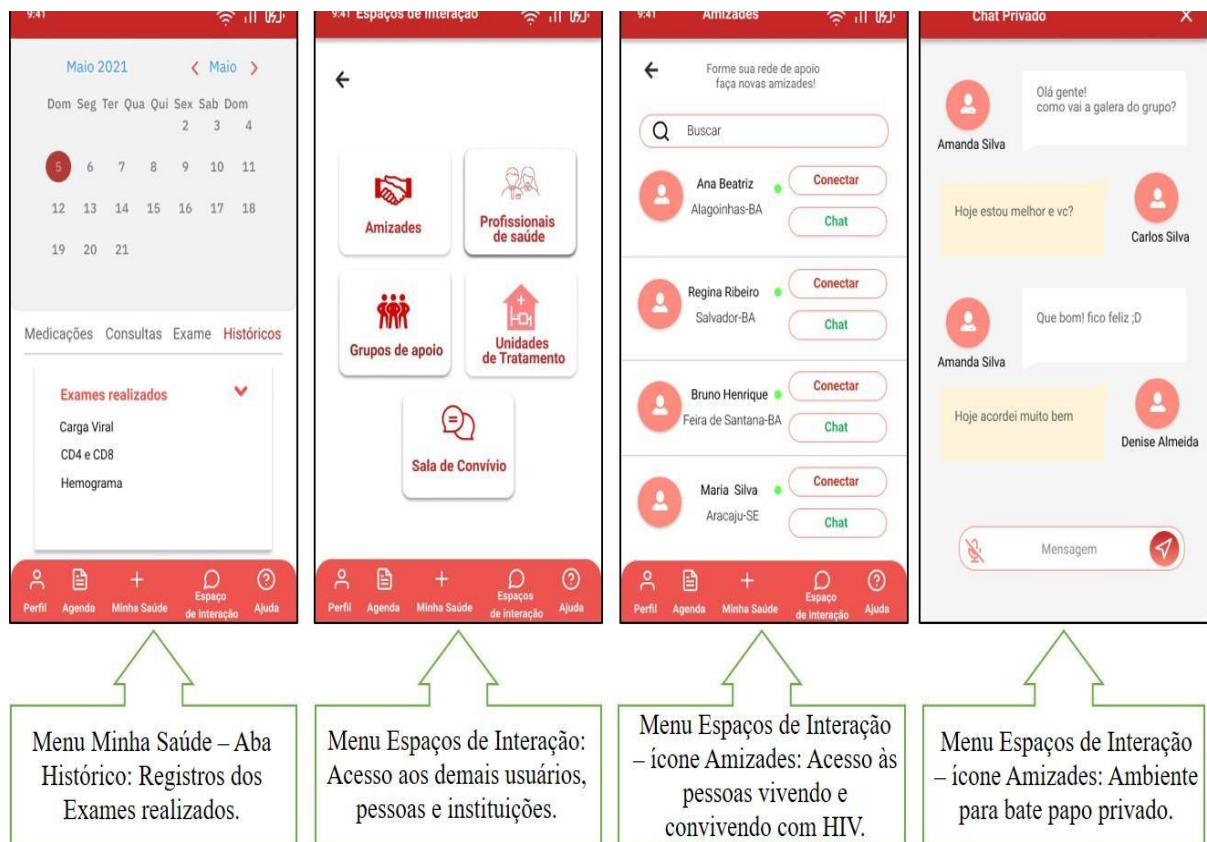 9:41
Maio 2021
Maio
Dom Seg Ter Qua Qui Sex Sab Dom
2 3 4
5 6 7 8 9 10 11
12 13 14 15 16 17 18
19 20 21
Medicações Consultas Exame Históricos
Exames realizados
Carga Viral
CD4 e CD8
Hemograma
Perfil Agenda Minha Saúde Espaço
de interação Ajuda
Menu Minha Saúde – Aba
Histórico: Registros dos
Exames realizados.
9:41 Espaços de Interação
Amizades
Profissionais
de saúde
Grupos de apoio
Unidades
de Tratamento
Sala de Convívio
Perfil Agenda Minha Saúde Espaços
de interação Ajuda
Menu Espaços de Interação:
Acesso aos demais usuários,
pessoas e instituições.
9:41 Amizades
Forme sua rede de apoio
faça novas amizades!
Buscar
Ana Beatriz
Alagoinhas-BA
Conectar
Chat
Regina Ribeiro
Salvador-BA
Conectar
Chat
Bruno Henrique
Feira de Santana-BA
Conectar
Chat
Maria Silva
Aracaju-SE
Conectar
Chat
Perfil Agenda Minha Saúde Espaço
de interação Ajuda
Menu Espaços de Interação
– ícone Amizades: Acesso às
pessoas vivendo e
convivendo com HIV.
Chat Privado X
Olá gente!
como vai a galera do grupo?
Amanda Silva
Hoje estou melhor e vc?
Carlos Silva
Que bom! fico feliz ;D
Amanda Silva
Hoje acordei muito bem
Denise Almeida
Mensagem
Menu Espaços de Interação
– ícone Amizades: Ambiente
para bate papo privado.